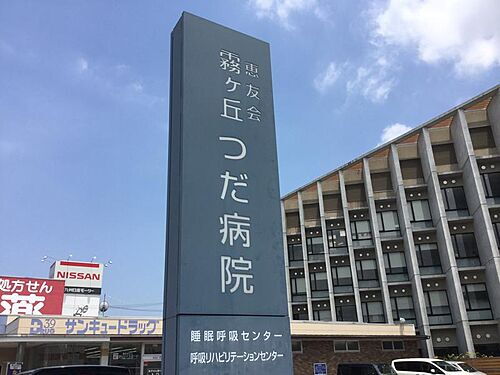 恵友会
霧ヶ丘つだ病院
睡眠呼吸センター
呼吸リハビリテーションセンター
NISSAN
処方せん
薬
39
サンキュードラッグ